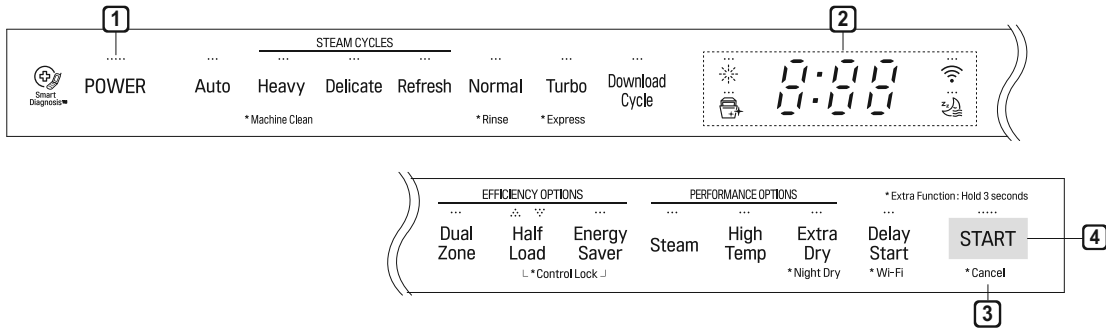 1
2
STEAM CYCLES
Smart
Diagnosis
POWER
Auto
Heavy
Delicate
Refresh
Normal
Turbo
Download
Cycle
8:88
* Machine Clean
* Rinse
* Express
EFFICIENCY OPTIONS
PERFORMANCE OPTIONS
* Extra Function : Hold 3 seconds
Dual
Zone
Half
Load
Energy
Saver
Steam
High
Temp
Extra
Dry
Delay
Start
START
4
* Control Lock
* Night Dry
* Wi-Fi
* Cancel
3